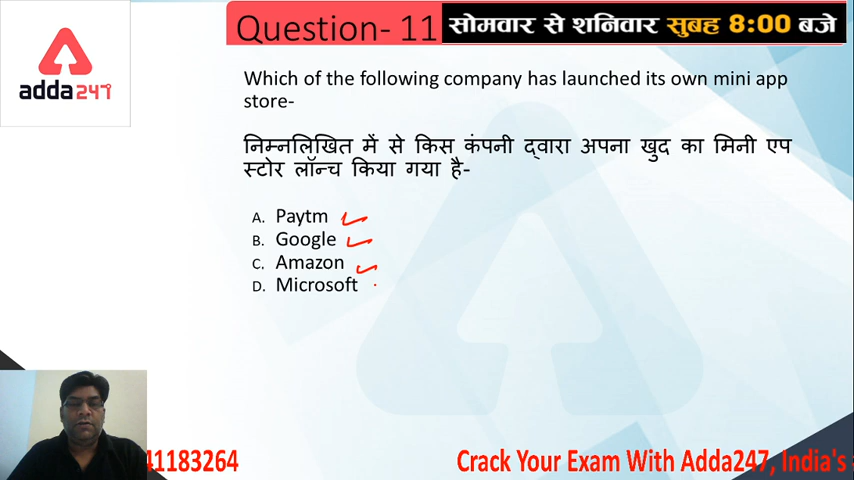 Question- 11
सोमवार से शनिवार सुबह 8:00 बजे
adda247
Which of the following company has launched its own mini app
store-
निम्नलिखित में से किस कंपनी द्वारा अपना खुद का मिनी एप
स्टोर लॉन्च किया गया है-
A. Paytm
B. Google
C. Amazon
D. Microsoft
41183264
Crack Your Exam With Adda247, India's